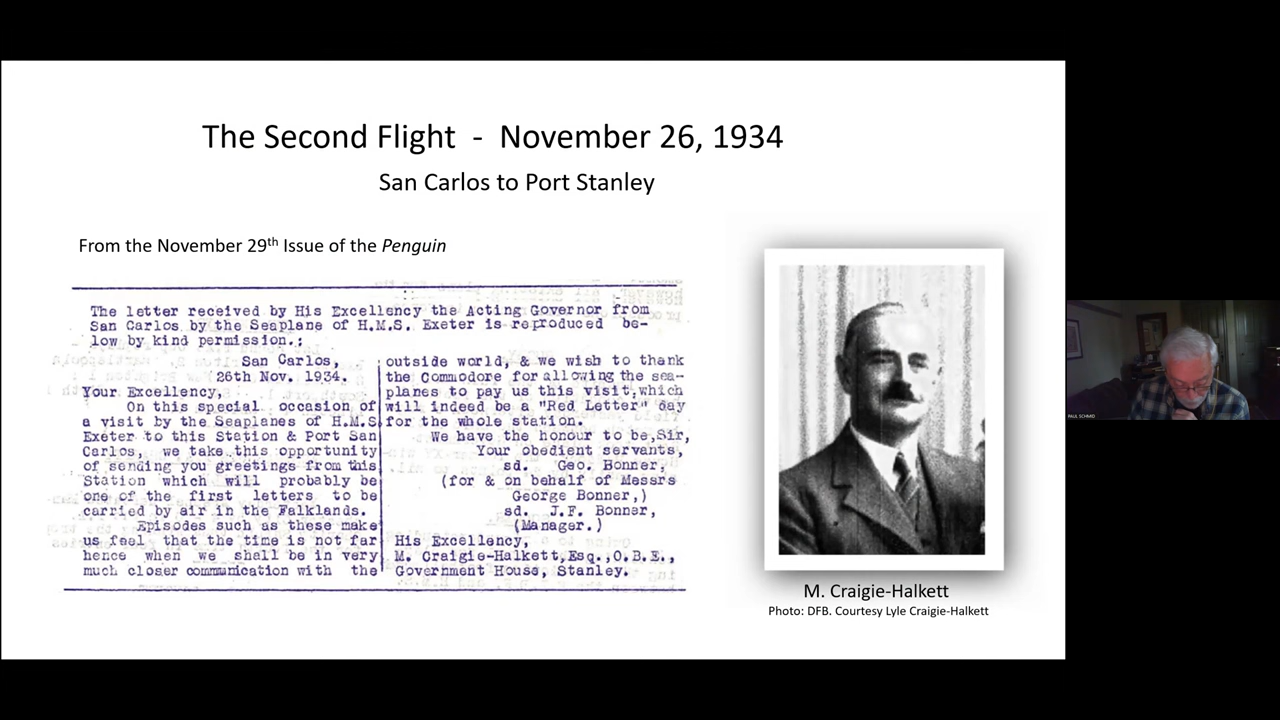 The Second Flight - November 26, 1934
San Carlos to Port Stanley
From the November 29th Issue of the Penguin
The letter received by His Excellency the Acting Governor from
San Carlos by the Seaplane of H.M.S. Exeter is reproduced be-
low by kind permission.:
San Carlos,
26th Nov. 1934.
Your Excellency,
On this special occasion of
a visit by the Seaplanes of H.M.S.
Exeter to this Station & Port San
Carlos, we take this opportunity
of sending you greetings from this
Station which will probably be
one of the first letters to be
carried by air in the Falklands.
Episodes such as these make
us feel that the time is not far
hence when we shall be in very
much closer communication with the
outside world, & we wish to thank
the Commodore for allowing the sea-
planes to pay us this visit, which
will indeed be a "Red Letter" day
for the whole station.
We have the honour to be, Sir,
Your obedient servants,
sd. Geo. Bonner,
(for & on behalf of Messrs
George Bonner,)
sd. J.F. Bonner,
(Manager.)
His Excellency,
M. Craigie-Halkett, Esq., O.B.E.,
Government House, Stanley.
M. Craigie-Halkett
Photo: DFB. Courtesy Lyle Craigie-Halkett
PAUL SCHMID